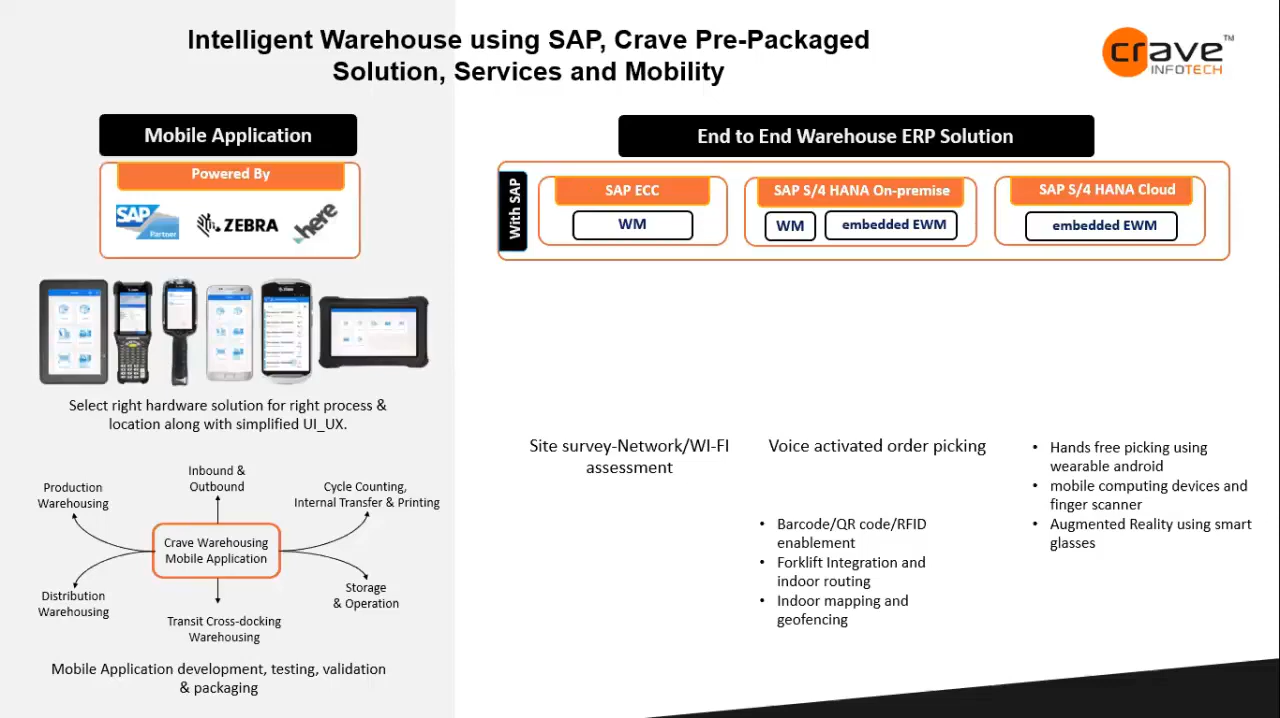 Intelligent Warehouse using SAP, Crave Pre-Packaged
Solution, Services and Mobility
crave™
INFOTECH
Mobile Application
Powered By
SAP
Partner
ZEBRA
here
Select right hardware solution for right process &
location along with simplified UI_UX.
Inbound &
Outbound
Production
Warehousing
Cycle Counting,
Internal Transfer & Printing
Crave Warehousing
Mobile Application
Distribution
Warehousing
Storage
& Operation
Transit Cross-docking
Warehousing
Mobile Application development, testing, validation
& packaging
End to End Warehouse ERP Solution
With SAP
SAP ECC
WM
SAP S/4 HANA On-premise
WM
embedded EWM
SAP S/4 HANA Cloud
embedded EWM
Site survey-Network/WI-FI
assessment
Voice activated order picking
• Barcode/QR code/RFID
enablement
• Forklift Integration and
indoor routing
• Indoor mapping and
geofencing
• Hands free picking using
wearable android
• mobile computing devices and
finger scanner
• Augmented Reality using smart
glasses